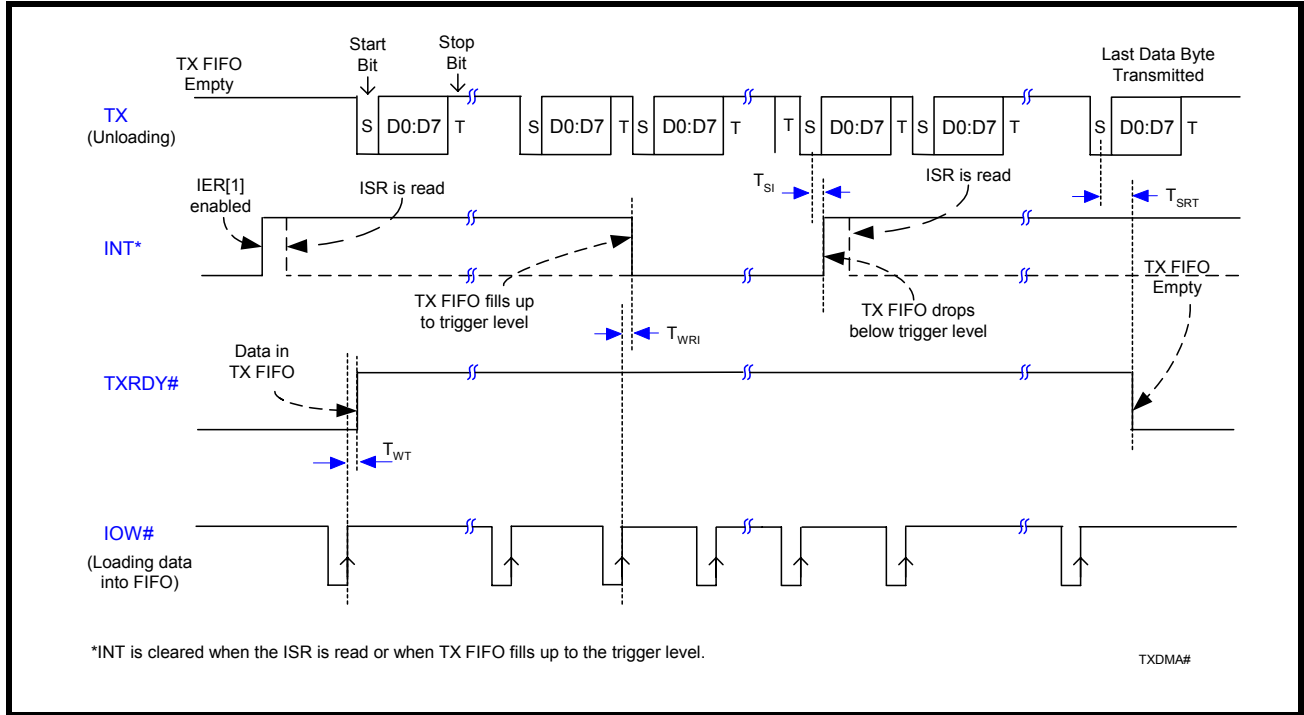 Start
Bit
Stop
Bit
TX FIFO
Empty
Last Data Byte
Transmitted
TX
(Unloading)
S D0:D7 T
S D0:D7 T
S D0:D7 T
T
S D0:D7 T
S D0:D7 T
S D0:D7 T
IER[1]
enabled
ISR is read
TSI
ISR is read
TSRT
INT*
TX FIFO fills up
to trigger level
TX FIFO drops
below trigger level
TX FIFO
Empty
TWRI
Data in
TX FIFO
TXRDY#
TWT
IOW#
(Loading data
into FIFO)
*INT is cleared when the ISR is read or when TX FIFO fills up to the trigger level.
TXDMA#